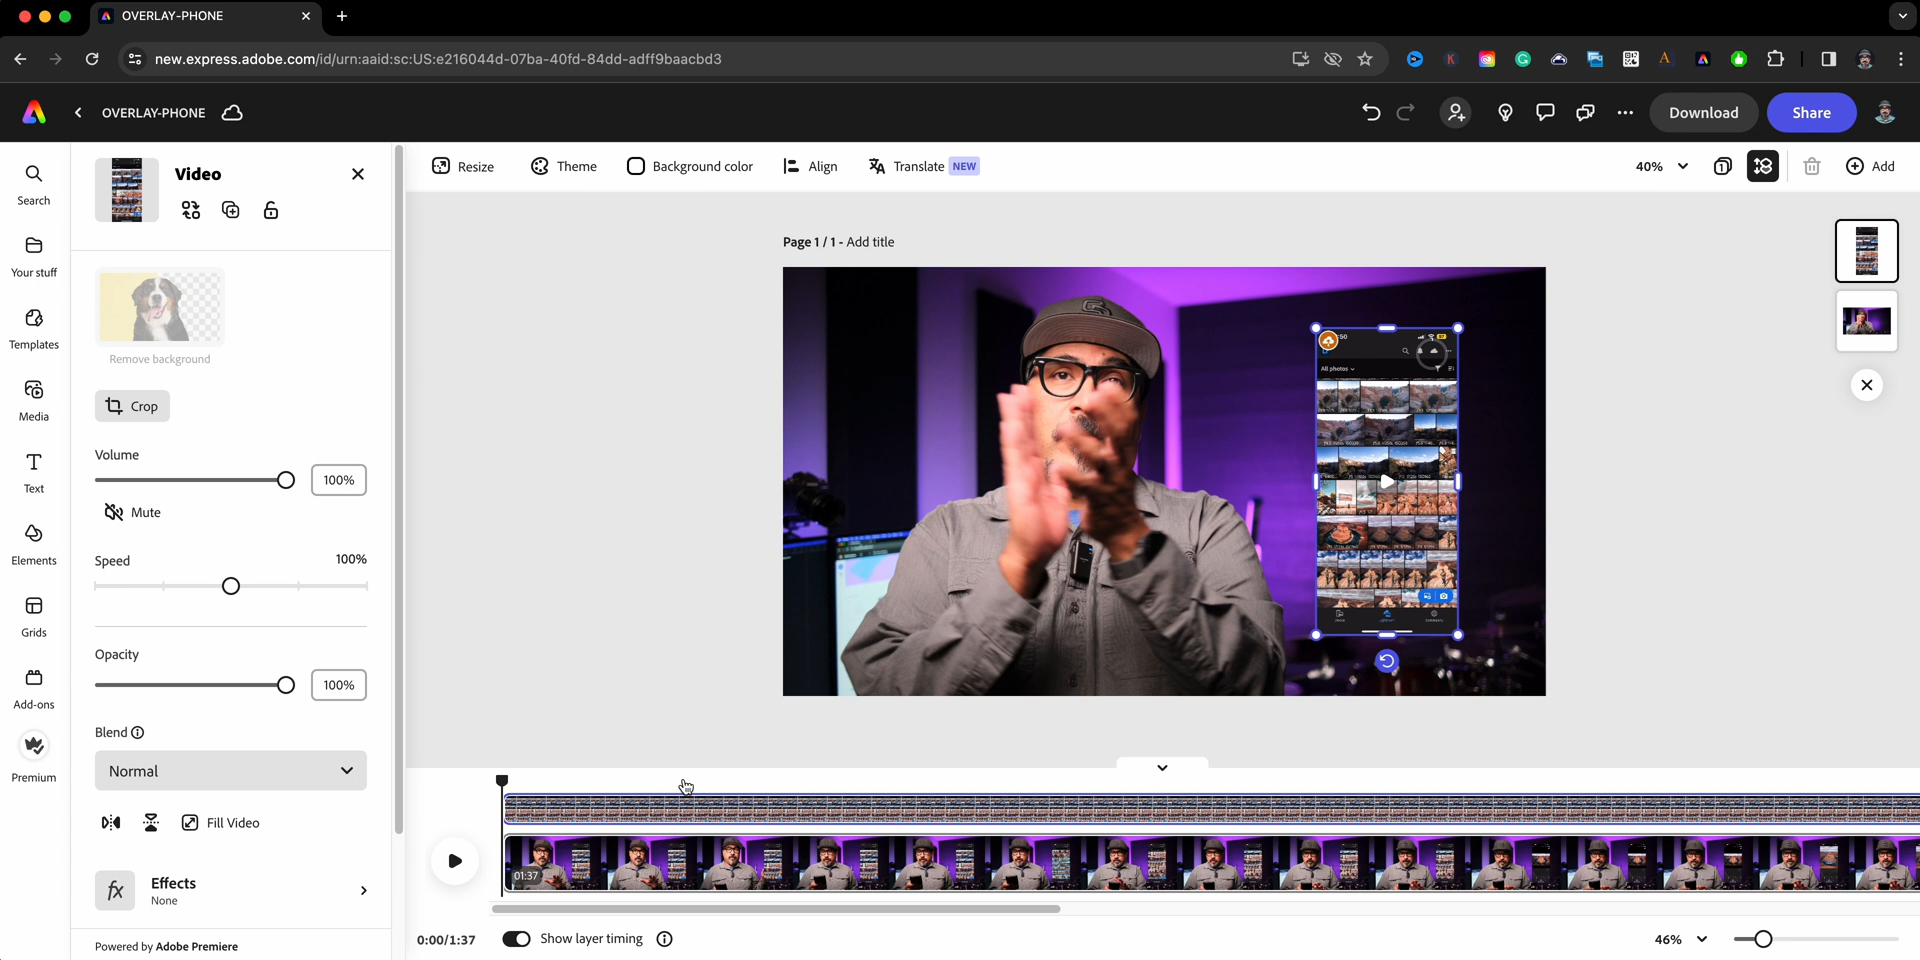 OVERLAY-PHONE
new.express.adobe.com/id/urn:aaid:sc:US:e216044d-07ba-40fd-84dd-adff9baacbd3
OVERLAY-PHONE
Download
Share
Search
Your stuff
Templates
Media
Text
Elements
Grids
Add-ons
Premium
Video
Remove background
Crop
Volume
100%
Mute
Speed
100%
Opacity
100%
Blend
Normal
Fill Video
fx
Effects
None
Powered by Adobe Premiere
Resize
Theme
Background color
Align
Translate NEW
40%
Add
Page 1 / 1 - Add title
All photos
01:37
0:00/1:37
Show layer timing
46%